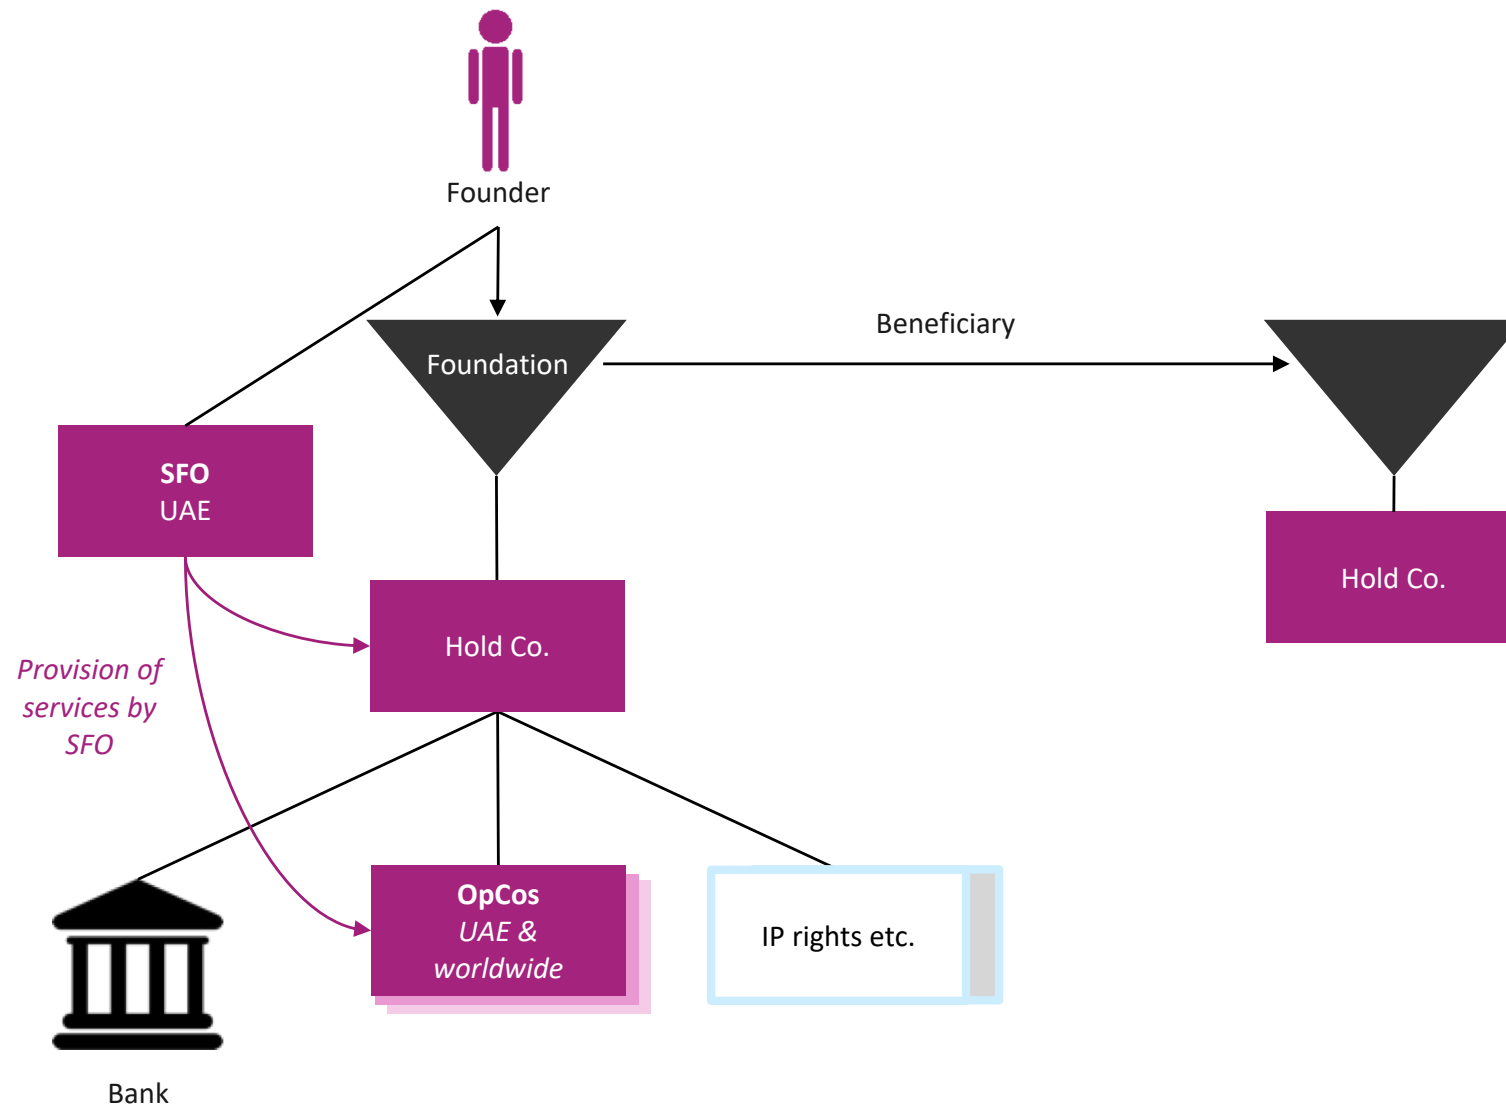 Founder
Beneficiary
Foundation
SFO
UAE
Hold Co.
Hold Co.
Provision of
services by
SFO
OpCos
UAE &
worldwide
IP rights etc.
Bank